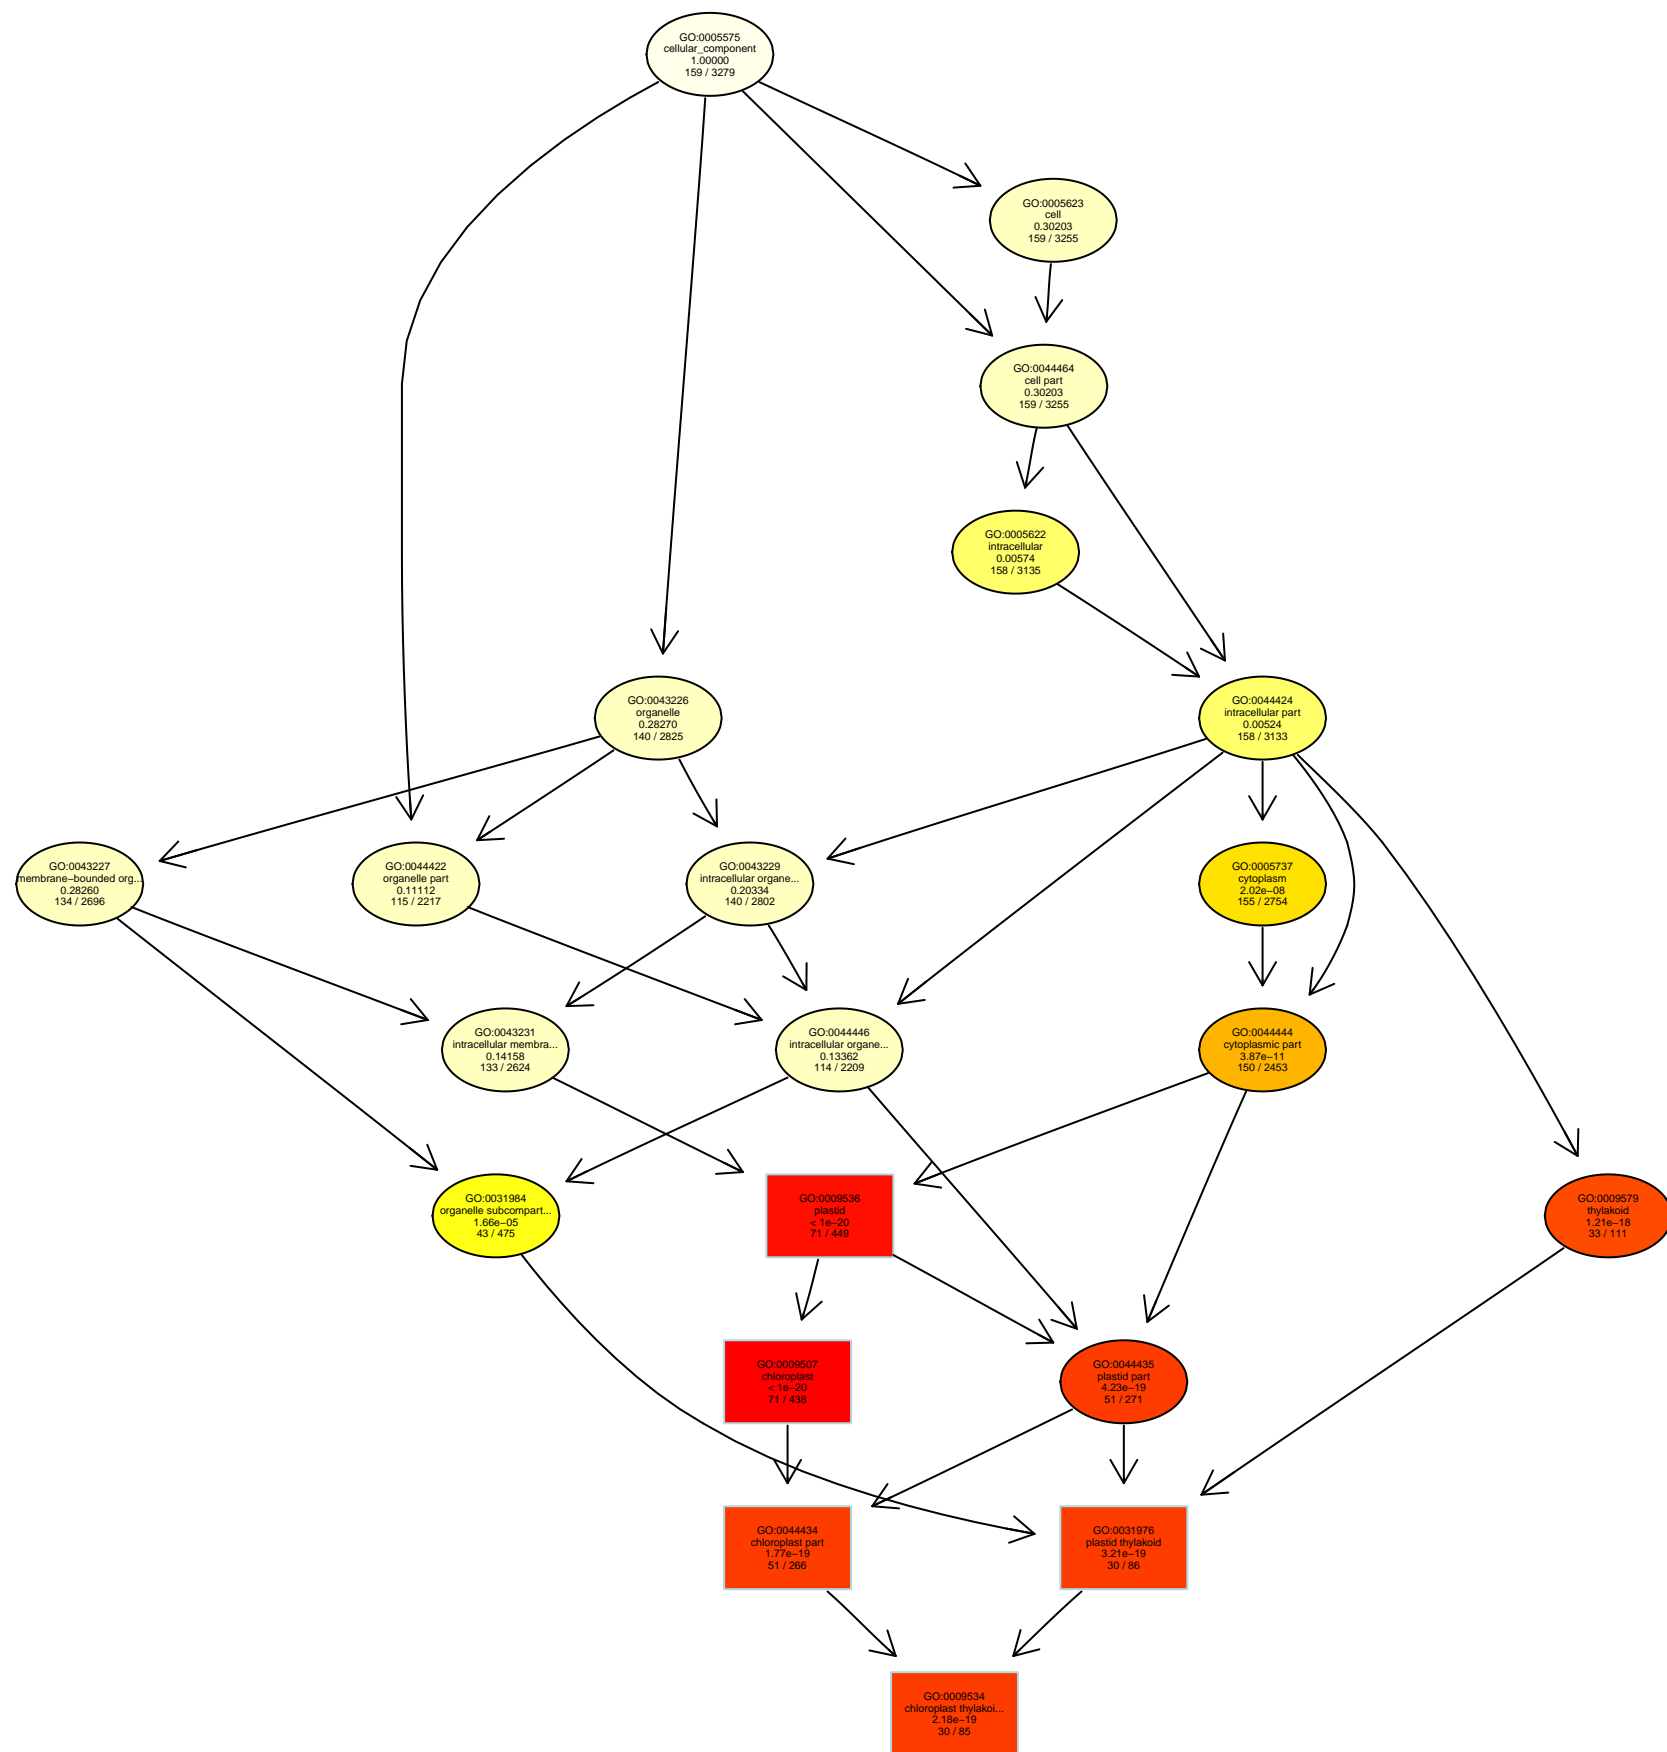 GO:0005575
cellular_component
1.00000
159 / 3279
GO:0005623
cell
0.30203
159 / 3255
GO:0044464
cell part
0.30203
159 / 3255
GO:0005622
intracellular
0.00574
158 / 3135
GO:0043226
organelle
0.28270
140 / 2825
GO:0044424
intracellular part
0.00524
158 / 3133
GO:0043227
membrane−bounded org...
0.28260
134 / 2696
GO:0044422
organelle part
0.11112
115 / 2217
GO:0043229
intracellular organe...
0.20334
140 / 2802
GO:0005737
cytoplasm
2.02e−08
155 / 2754
GO:0043231
intracellular membra...
0.14158
133 / 2624
GO:0044446
intracellular organe...
0.13362
114 / 2209
GO:0044444
cytoplasmic part
3.87e−11
150 / 2453
GO:0031984
organelle subcompart...
1.66e−05
43 / 475
GO:0009536
plastid
< 1e−20
71 / 449
GO:0009579
thylakoid
1.21e−18
33 / 111
GO:0009507
chloroplast
< 1e−20
71 / 438
GO:0044435
plastid part
4.23e−19
51 / 271
GO:0044434
chloroplast part
1.77e−19
51 / 266
GO:0031976
plastid thylakoid
3.21e−19
30 / 86
GO:0009534
chloroplast thylakoi...
2.18e−19
30 / 85